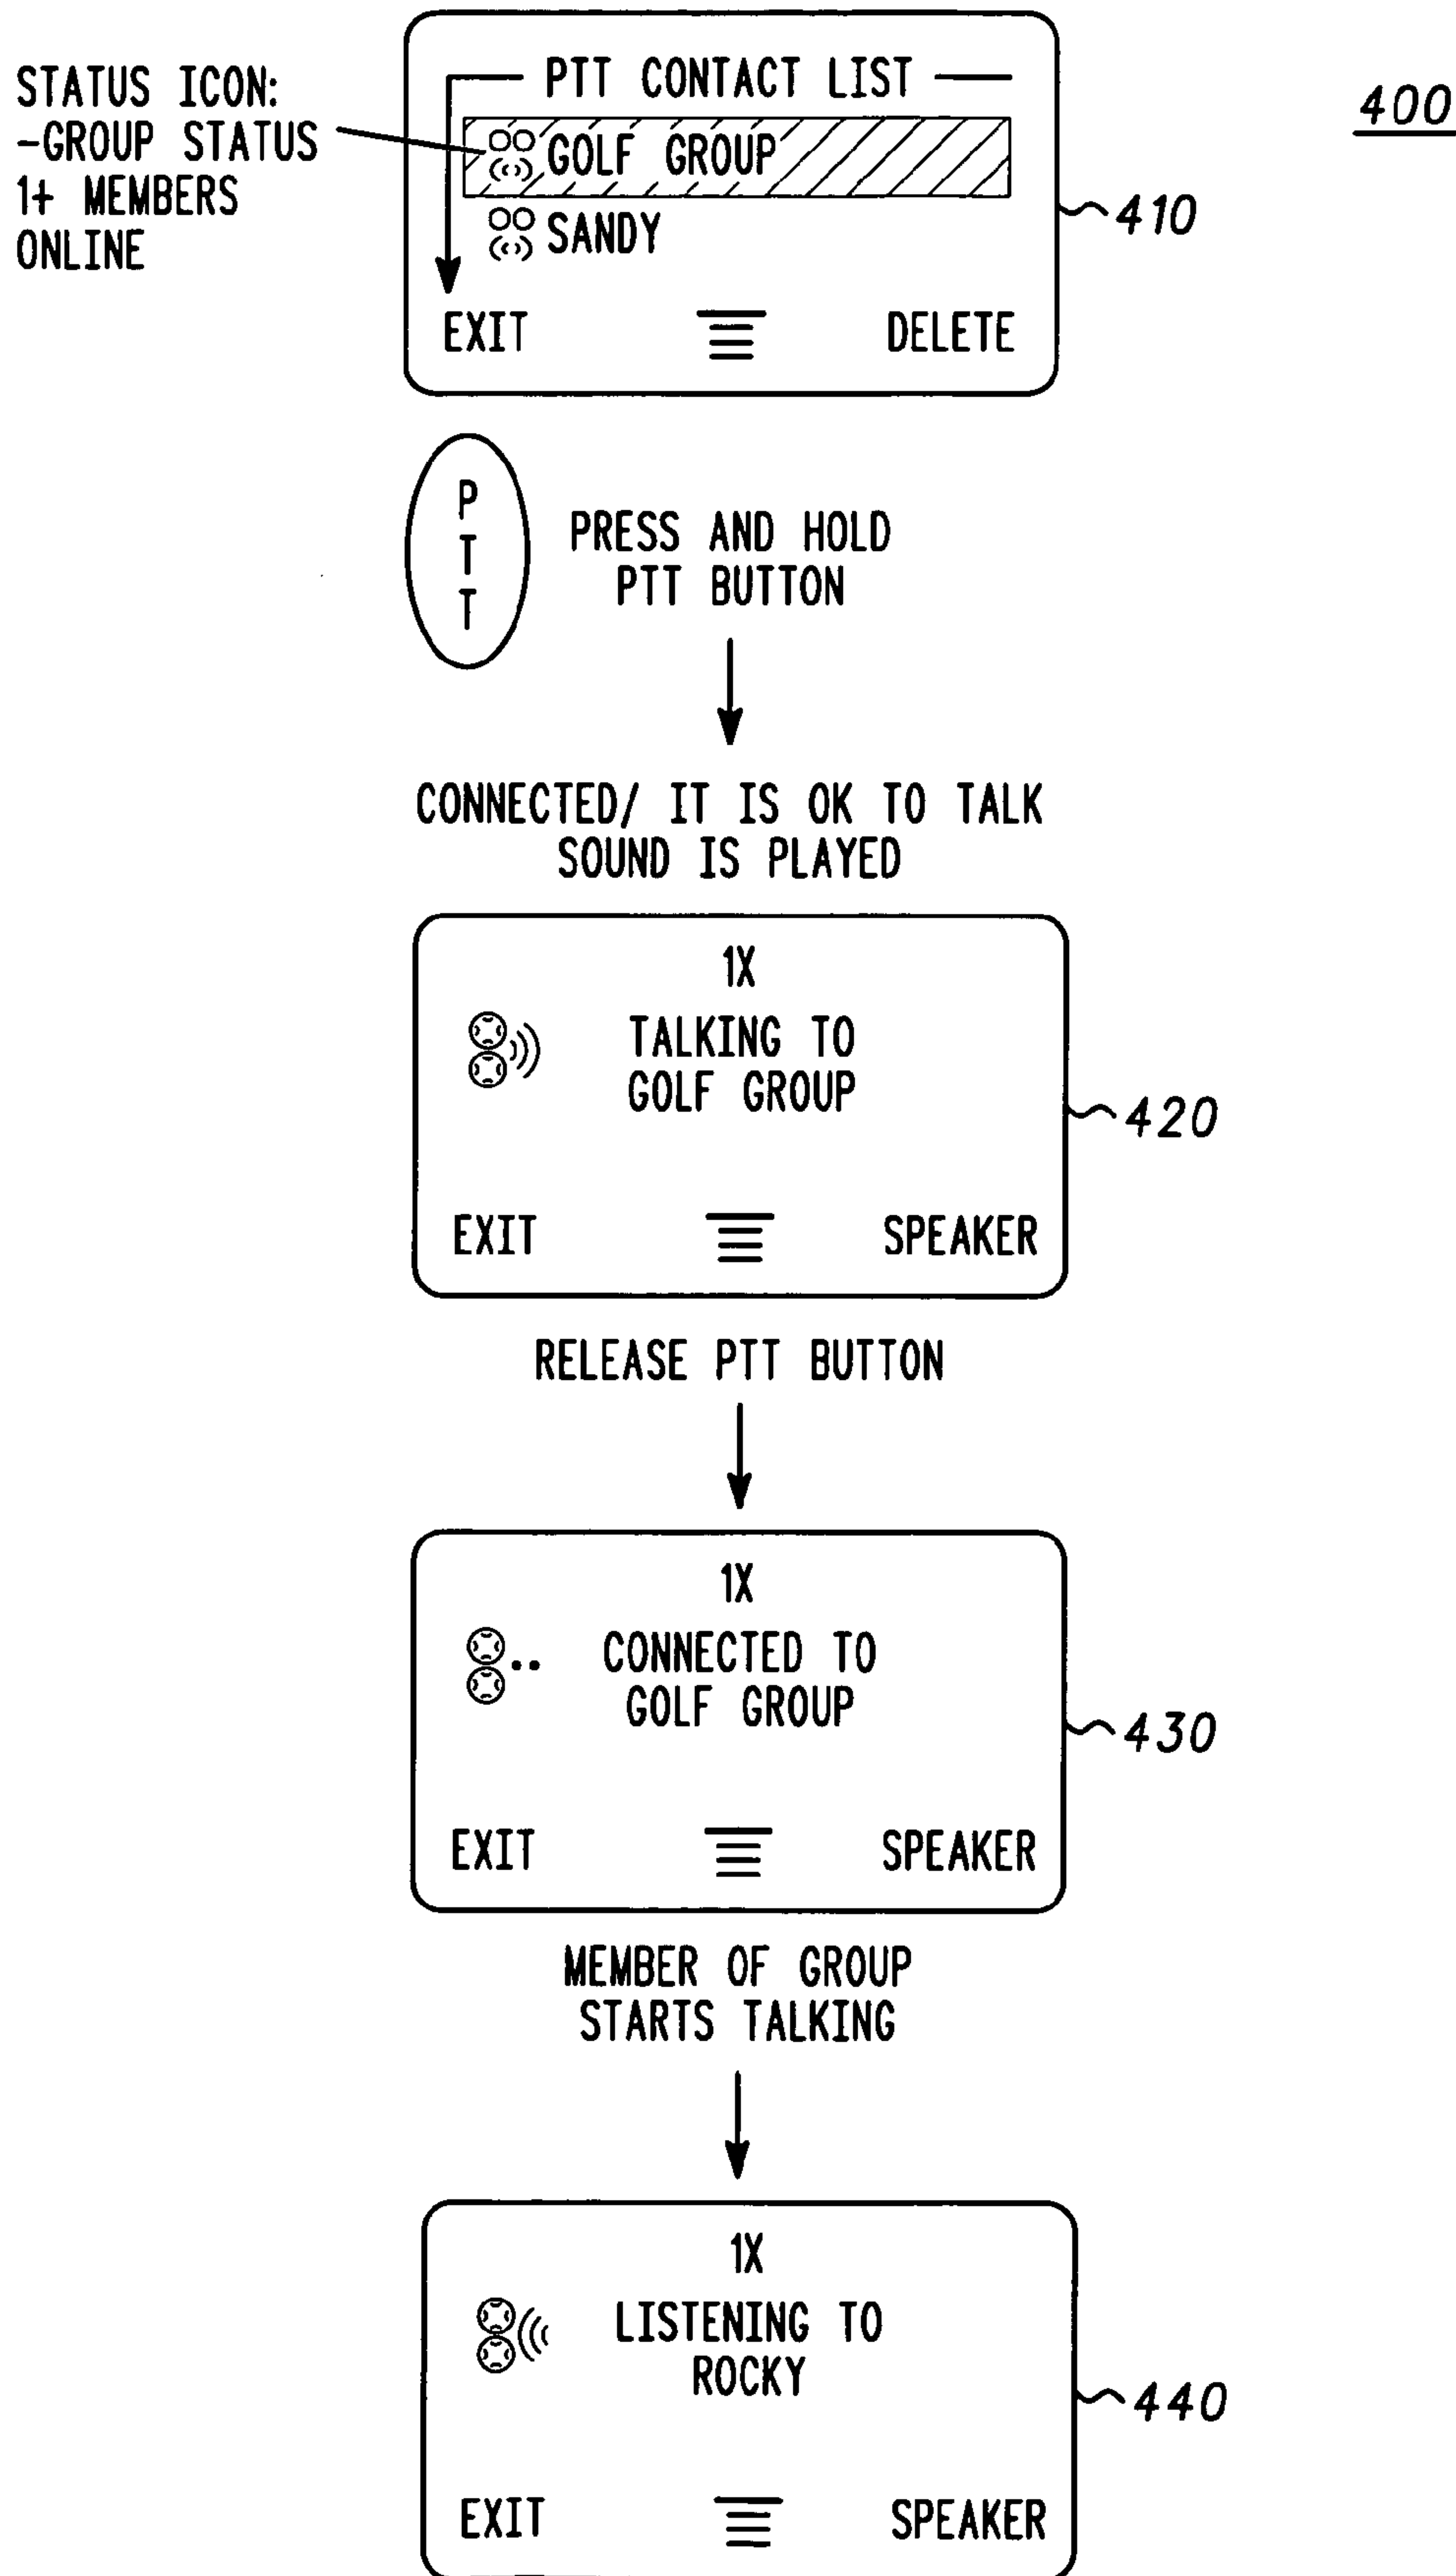 400
STATUS ICON:
-GROUP STATUS
1+ MEMBERS
ONLINE
PTT CONTACT LIST
GOLF GROUP
SANDY
EXIT DELETE
410
P
T
T
PRESS AND HOLD
PTT BUTTON
CONNECTED/ IT IS OK TO TALK
SOUND IS PLAYED
1X
TALKING TO
GOLF GROUP
EXIT SPEAKER
420
RELEASE PTT BUTTON
1X
CONNECTED TO
GOLF GROUP
EXIT SPEAKER
430
MEMBER OF GROUP
STARTS TALKING
1X
LISTENING TO
ROCKY
EXIT SPEAKER
440